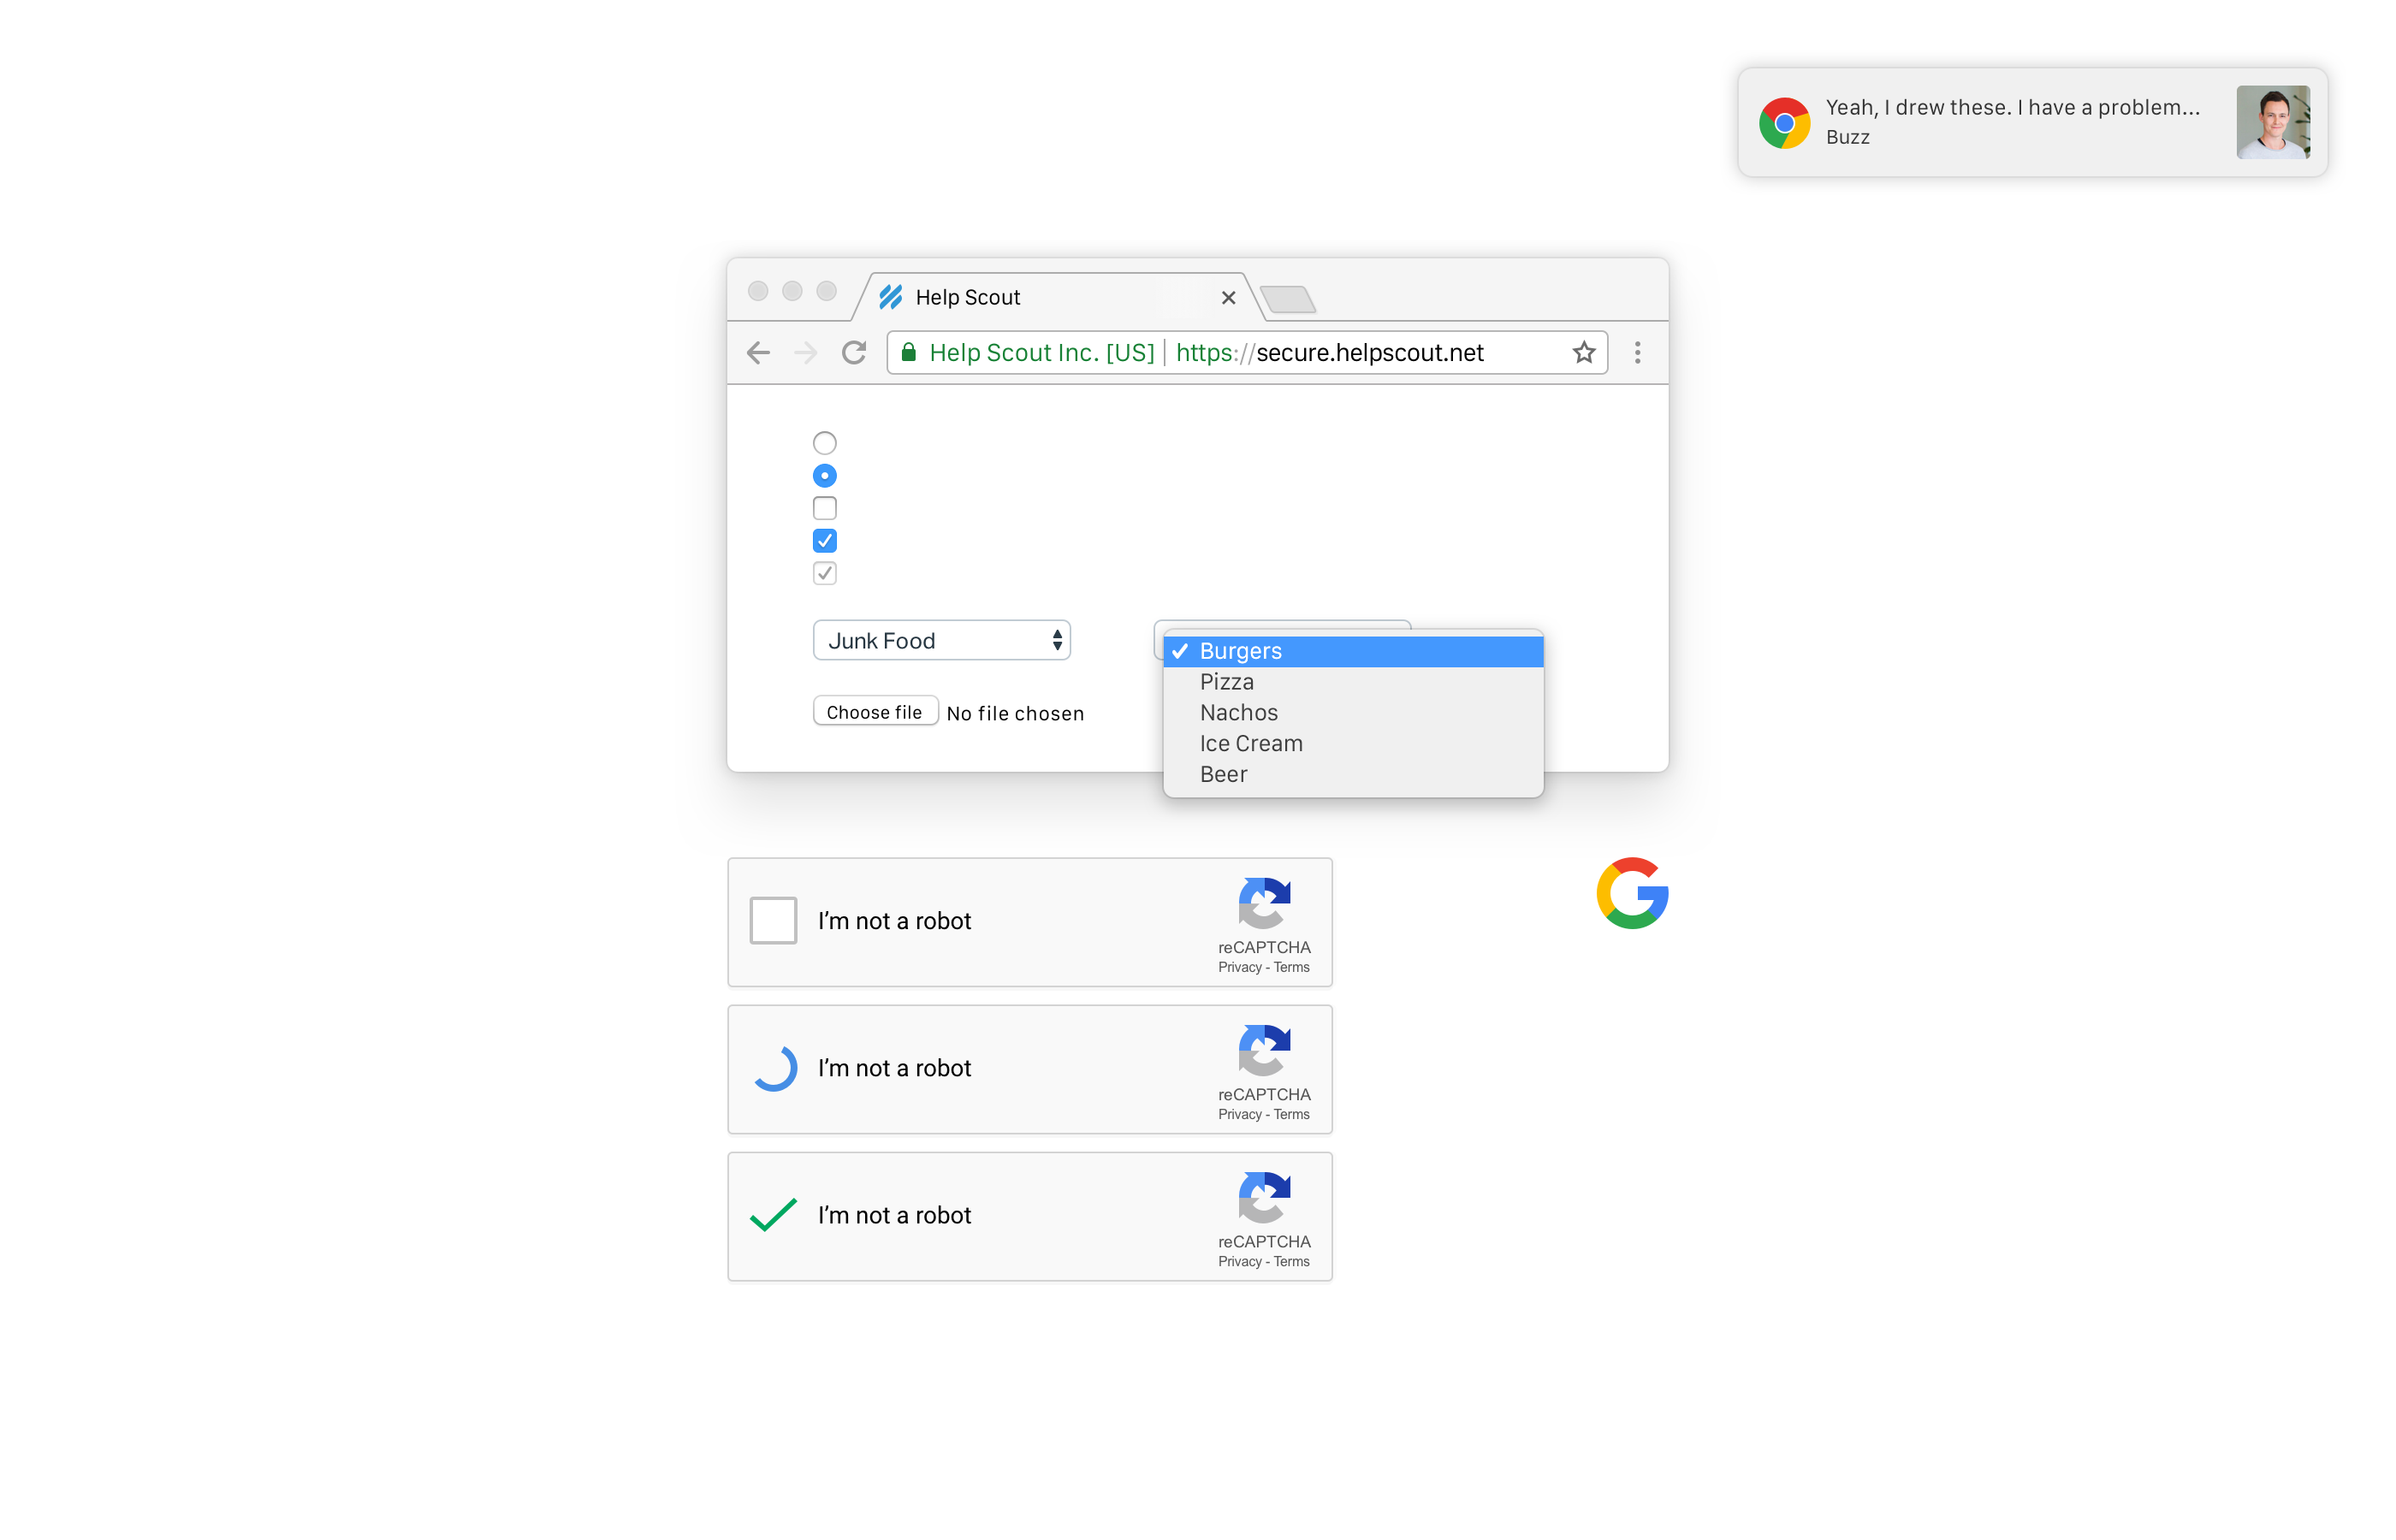 Yeah, I drew these. I have a problem...
Buzz
Help Scout
Help Scout Inc. [US] | https://secure.helpscout.net
Junk Food
Burgers
Pizza
Nachos
Ice Cream
Beer
Choose file No file chosen
I’m not a robot
reCAPTCHA
Privacy - Terms
I’m not a robot
reCAPTCHA
Privacy - Terms
I’m not a robot
reCAPTCHA
Privacy - Terms